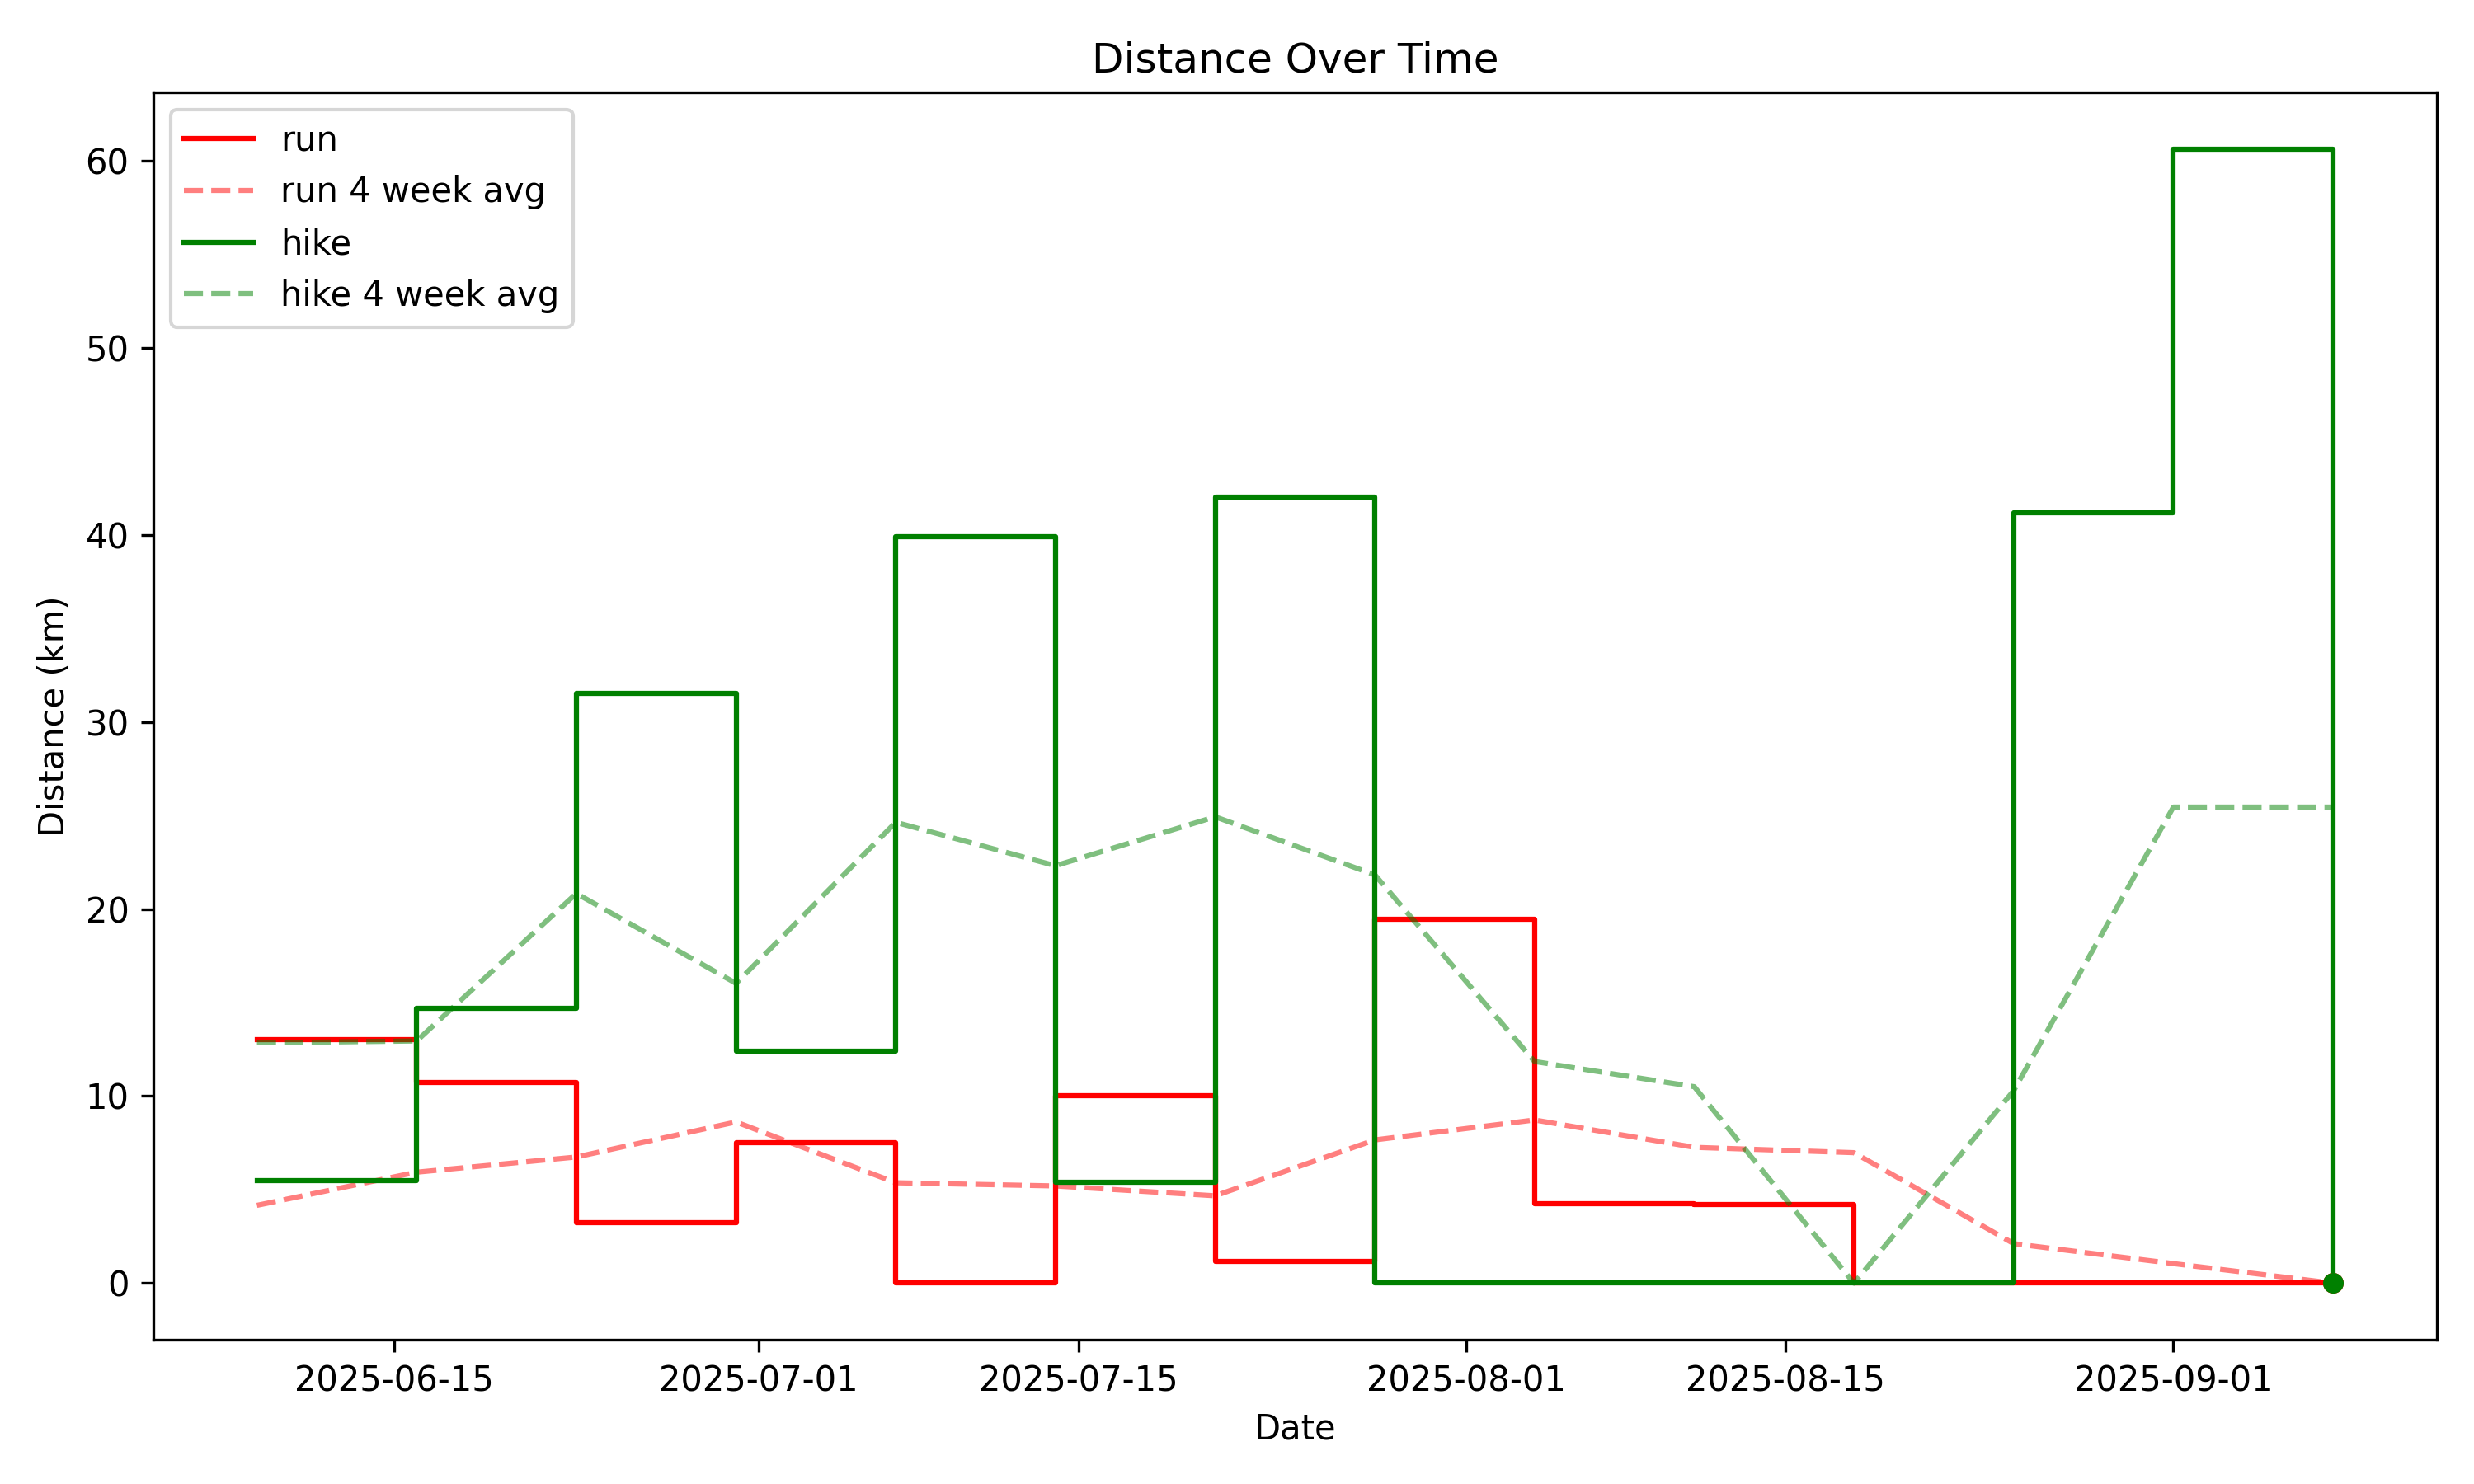 Distance Over Time
run
run 4 week avg
hike
hike 4 week avg
60
50
40
30
20
10
0
Distance (km)
2025-06-15
2025-07-01
2025-07-15
2025-08-01
2025-08-15
2025-09-01
Date